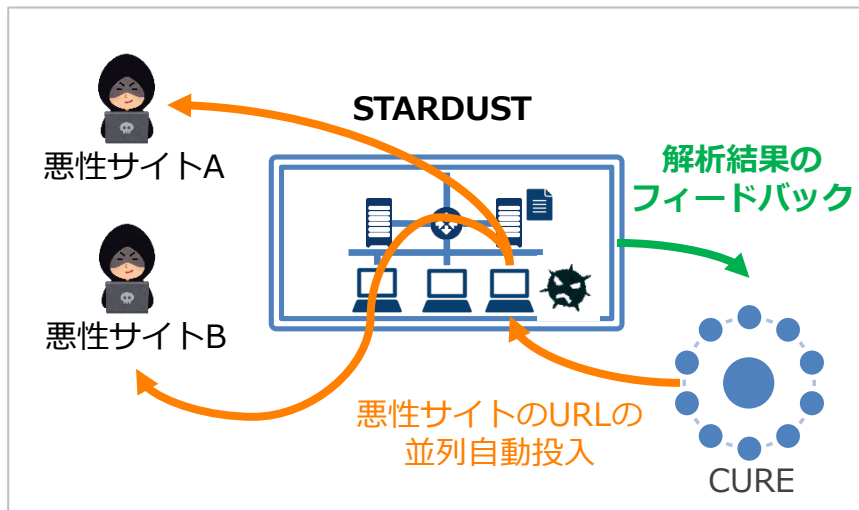 STARDUST
悪性サイトA
解析結果の
フィードバック
悪性サイトB
悪性サイトのURLの
並列自動投入
CURE